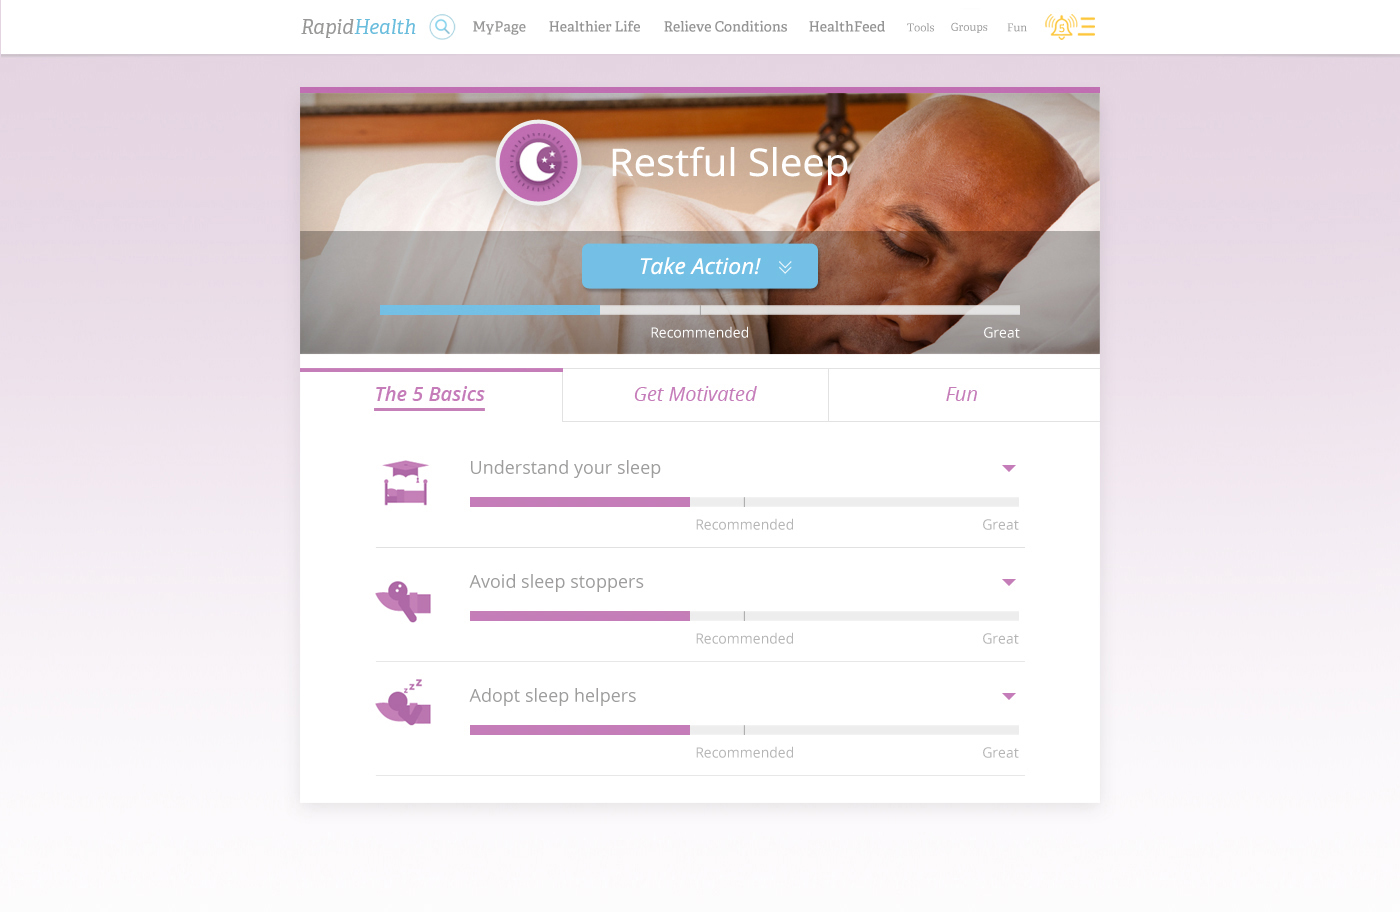 RapidHealth MyPage Healthier Life Relieve Conditions HealthFeed Tools Groups Fun 5
Restful Sleep
Take Action!
Recommended Great
The 5 Basics Get Motivated Fun
Understand your sleep
Recommended Great
Avoid sleep stoppers
Recommended Great
z z z
Adopt sleep helpers
Recommended Great